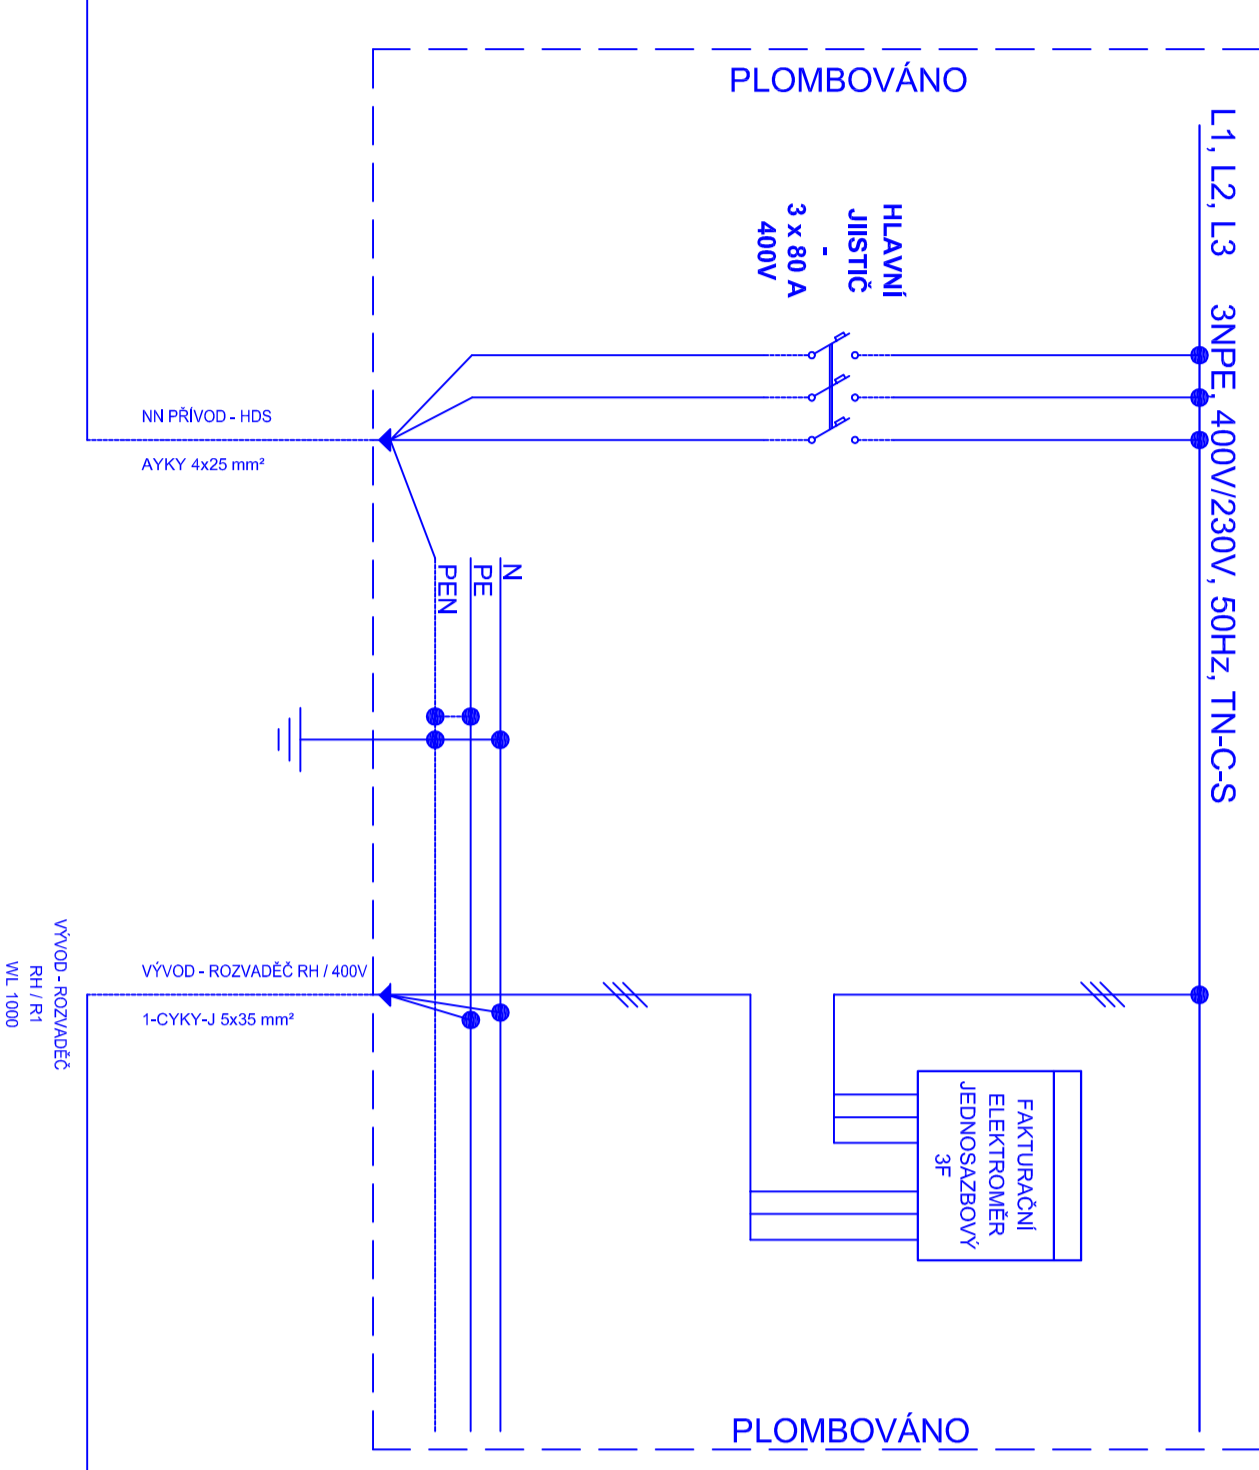 PLOMBOVÁNO
L1, L2, L3 3NPE, 400V/230V, 50Hz, TN-C-S
HLAVNÍ
JIISTIČ
-
3 x 80 A
400V
NN PŘÍVOD - HDS
AYKY 4x25 mm²
N
PE
PEN
VÝVOD - ROZVADĚČ RH / 400V
1-CYKY-J 5x35 mm²
VÝVOD - ROZVADĚČ
RH / R1
WL 1000
FAKTURAČNÍ
ELEKTROMĚR
JEDNOSAZBOVÝ
3F
PLOMBOVÁNO